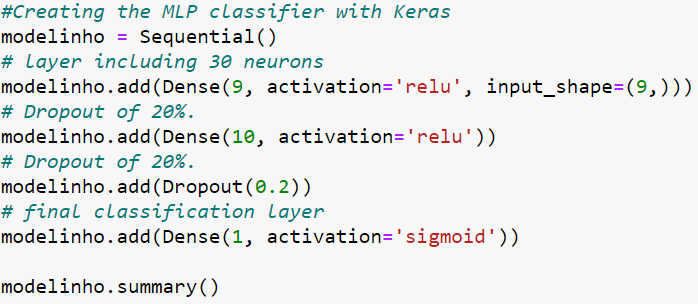 #Creating the MLP classifier with Keras
modelinho = Sequential()
# layer including 30 neurons
modelinho.add(Dense(9, activation='relu', input_shape=(9,)))
# Dropout of 20%.
modelinho.add(Dense(10, activation='relu'))
# Dropout of 20%.
modelinho.add(Dropout(0.2))
# final classification layer
modelinho.add(Dense(1, activation='sigmoid'))
modelinho.summary()